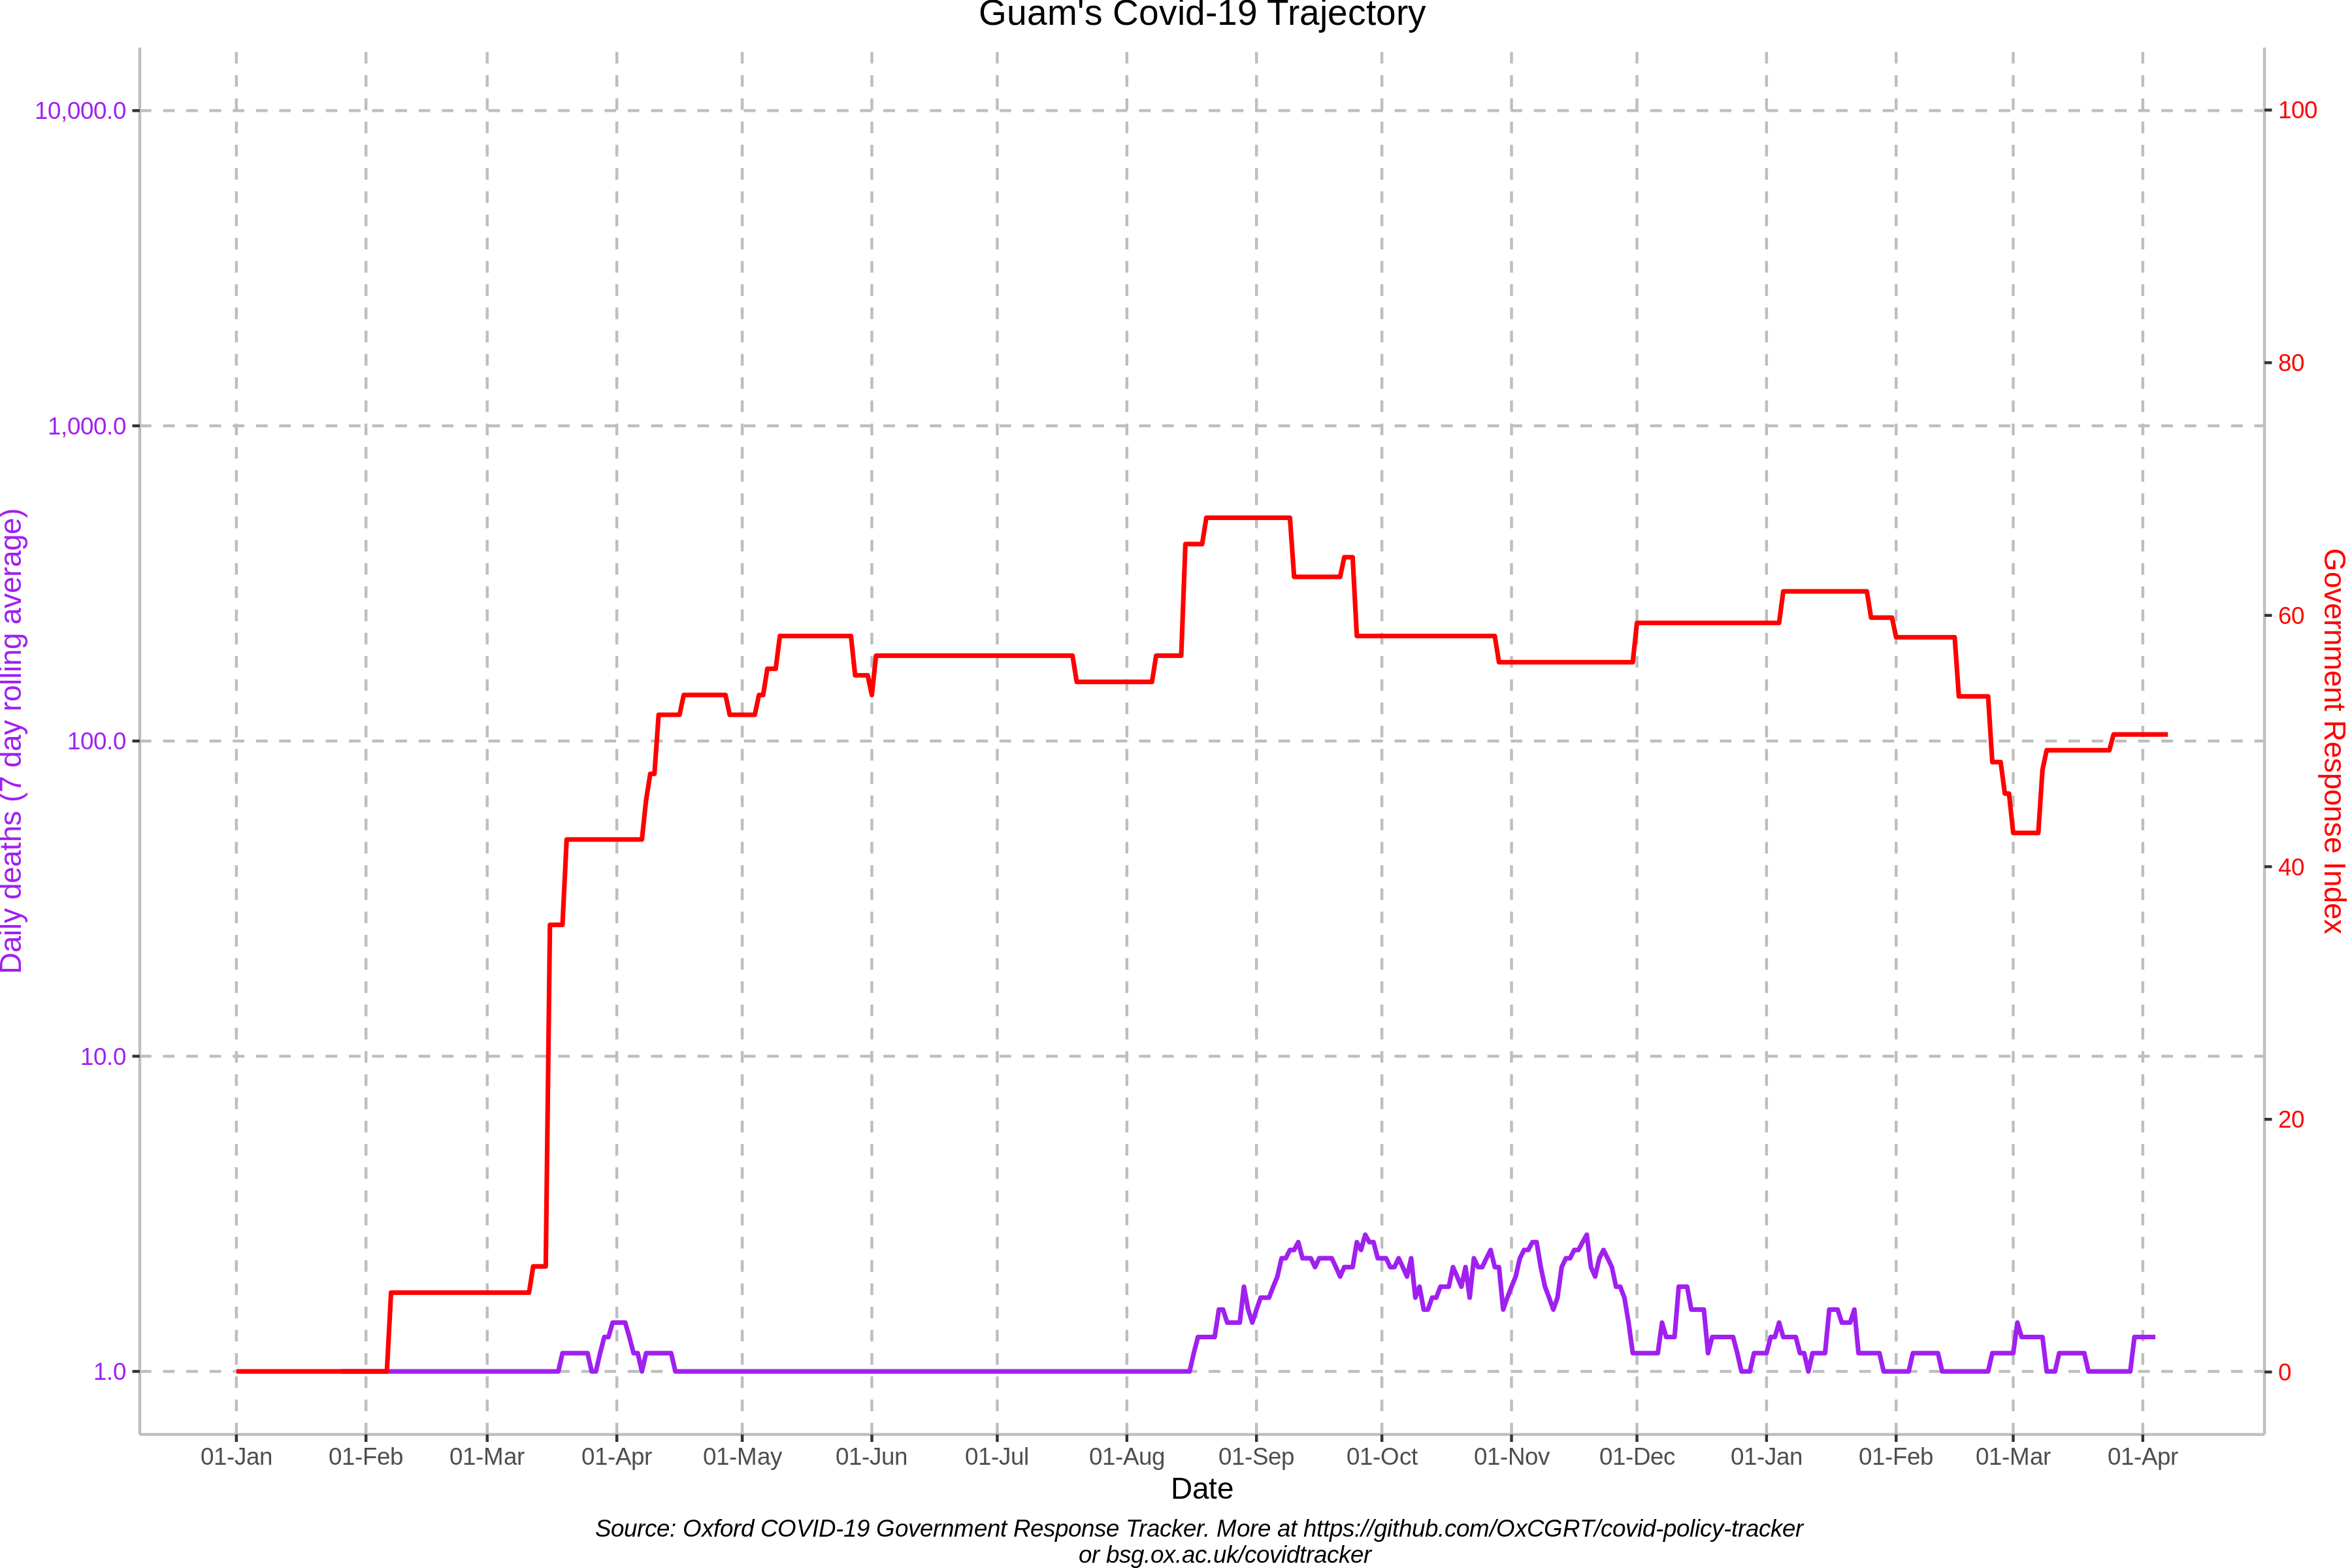 Guam's Covid-19 Trajectory
10,000.0
1,000.0
100.0
10.0
1.0
Daily deaths (7 day rolling average)
100
80
60
40
20
0
Government Response Index
01-Jan 01-Feb 01-Mar 01-Apr 01-May 01-Jun 01-Jul 01-Aug 01-Sep 01-Oct 01-Nov 01-Dec 01-Jan 01-Feb 01-Mar 01-Apr
Date
Source: Oxford COVID-19 Government Response Tracker. More at https://github.com/OxCGRT/covid-policy-tracker
or bsg.ox.ac.uk/covidtracker